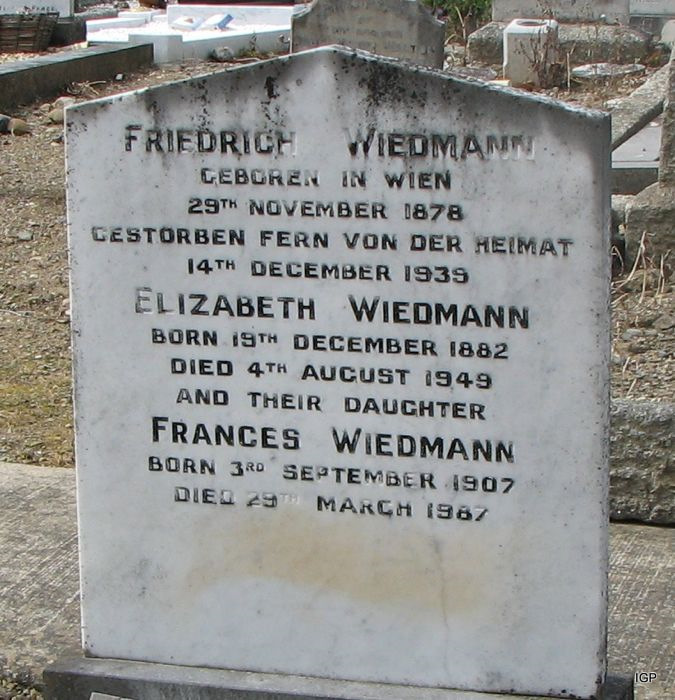 FRIEDRICH WIEDMANN
GEBOREN IN WIEN
29TH NOVEMBER 1878
GESTORBEN FERN VON DER HEIMAT
14TH DECEMBER 1939
ELIZABETH WIEDMANN
BORN 19TH DECEMBER 1882
DIED 4TH AUGUST 1949
AND THEIR DAUGHTER
FRANCES WIEDMANN
BORN 3RD SEPTEMBER 1907
DIED 29TH MARCH 1987
IGP